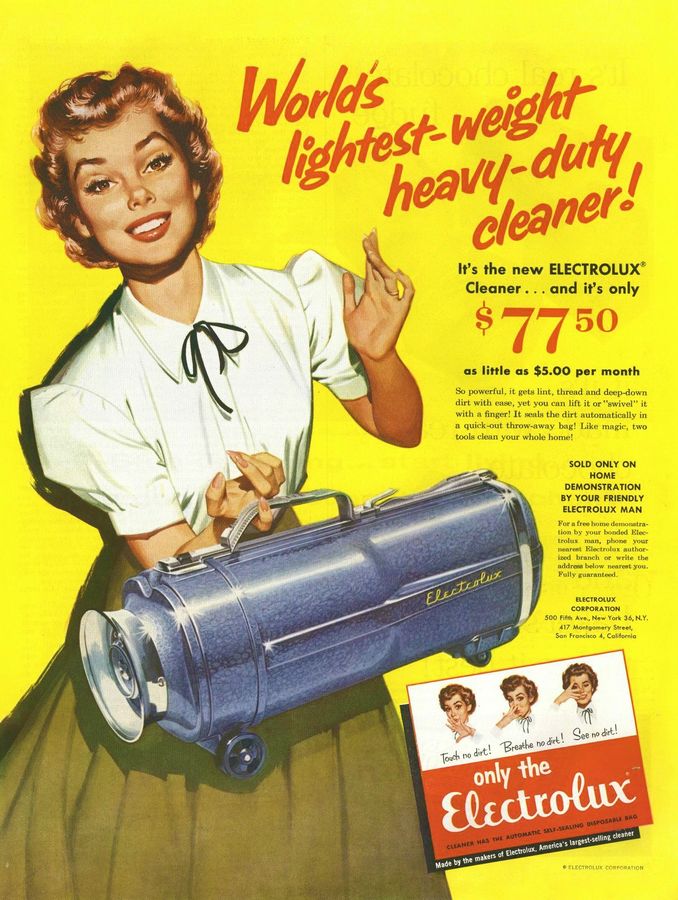 World's
lightest-weight
heavy-duty
cleaner!
It's the new ELECTROLUX®
Cleaner . . . and it's only
$77 50
as little as $5.00 per month
So powerful, it gets lint, thread and deep-down
dirt with ease, yet you can lift it or "swivel" it
with a finger! It seals the dirt automatically in
a quick-out throw-away bag! Like magic, two
tools clean your whole home!
SOLD ONLY ON
HOME
DEMONSTRATION
BY YOUR FRIENDLY
ELECTROLUX MAN
For a free home demonstra-
tion by your bonded Elec-
trolux man, phone your
nearest Electrolux author-
ized branch or write the
address below nearest you.
Fully guaranteed.
ELECTROLUX
CORPORATION
500 Fifth Ave., New York 36, N.Y.
417 Montgomery Street,
San Francisco 4, California
Electrolux
Touch no dirt! Breathe no dirt! See no dirt!
only the
Electrolux®
CLEANER HAS THE AUTOMATIC SELF-SEALING DISPOSABLE BAG
Made by the makers of Electrolux, America's largest-selling cleaner
© ELECTROLUX CORPORATION